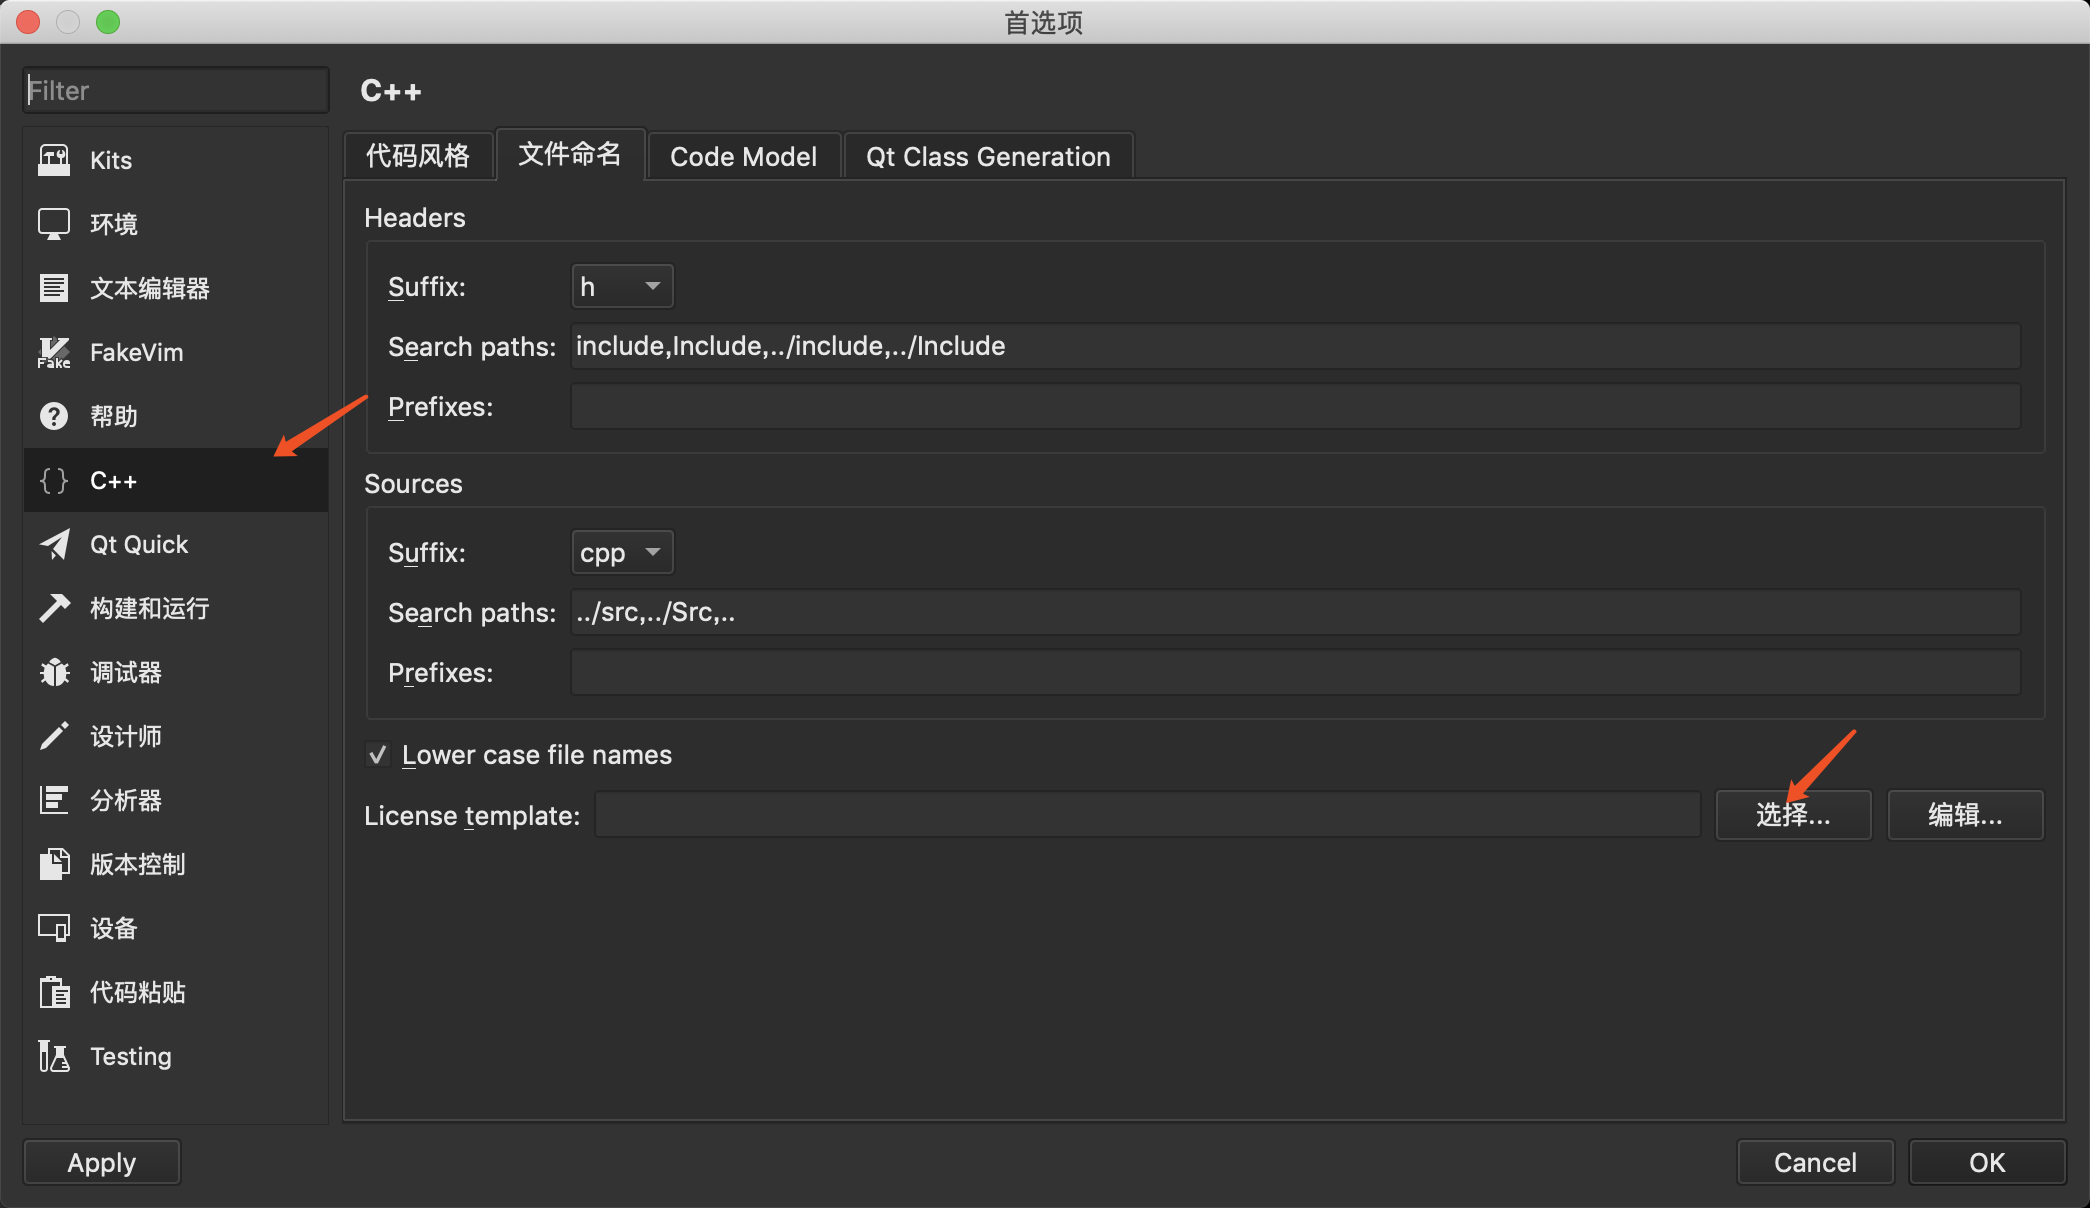 首选项
Filter
Kits
环境
文本编辑器
Fake
FakeVim
帮助
C++
Qt Quick
构建和运行
调试器
设计师
分析器
版本控制
设备
代码粘贴
Testing
C++
代码风格 文件命名 Code Model Qt Class Generation
Headers
Suffix: h
Search paths: include,Include,../include,../Include
Prefixes:
Sources
Suffix: cpp
Search paths: ../src,../Src,..
Prefixes:
Lower case file names
License template: 选择... 编辑...
Apply Cancel OK